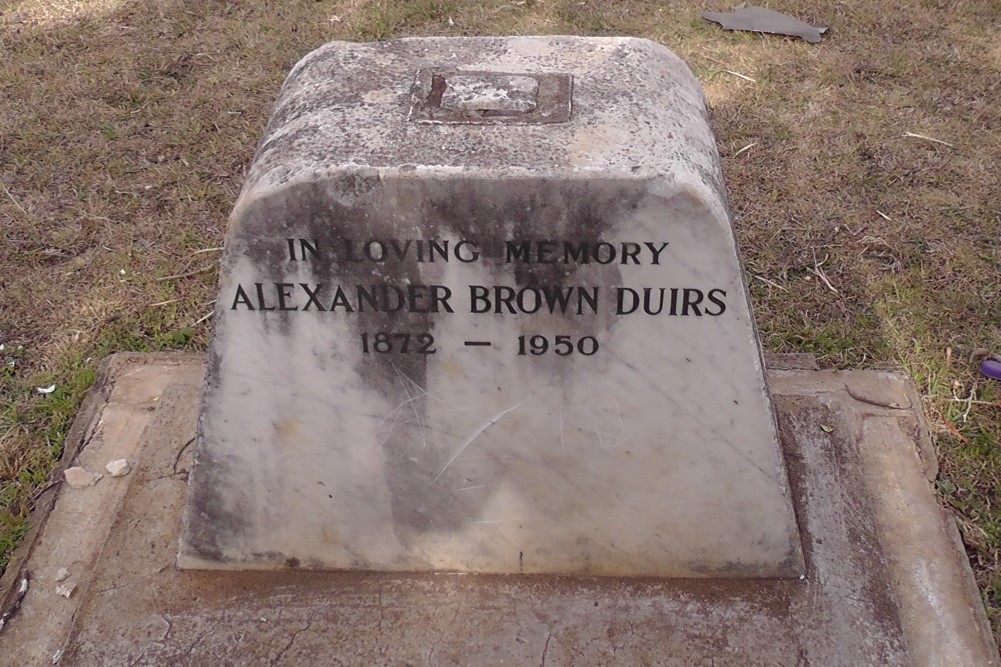 IN LOVING MEMORY
ALEXANDER BROWN DUIRS
1872 – 1950